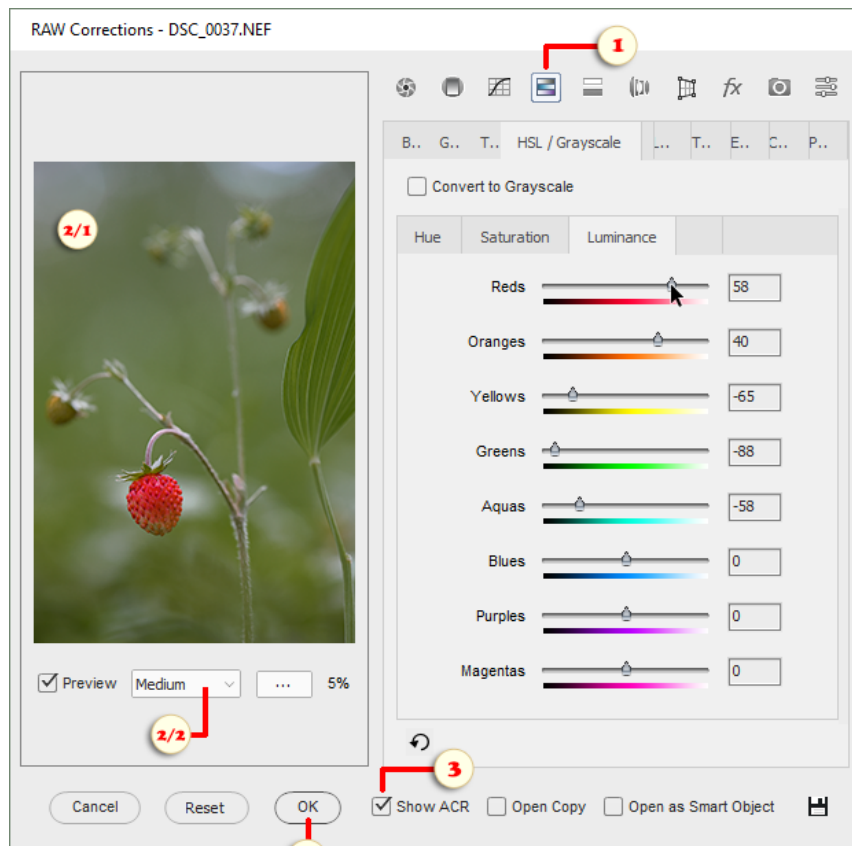 RAW Corrections - DSC_0037.NEF
1
fx
B.. G.. T.. HSL / Grayscale L.. T.. E.. C.. P..
Convert to Grayscale
2/1
Hue Saturation Luminance
Reds 58
Oranges 40
Yellows -65
Greens -88
Aquas -58
Blues 0
Purples 0
Magentas 0
Preview Medium ... 5%
2/2
3
Cancel Reset OK Show ACR Open Copy Open as Smart Object